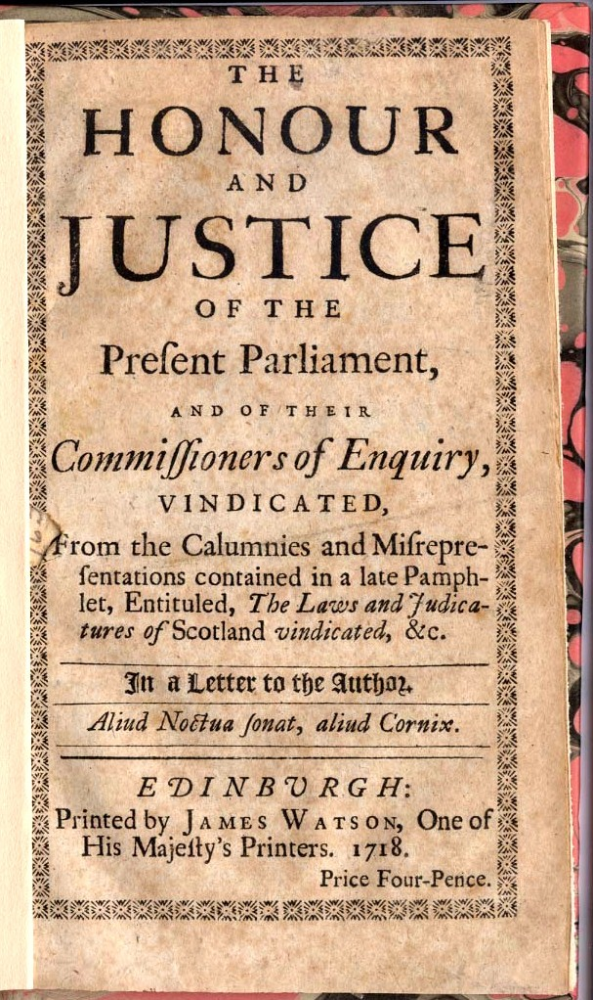 THE
HONOUR
AND
JUSTICE
OF THE
Preſent Parliament,
AND OF THEIR
Commiſſioners of Enquiry,
VINDICATED,
From the Calumnies and Miſrepre-
ſentations contained in a late Pamph-
let, Entituled, The Laws and Judica-
tures of Scotland vindicated, &c.
In a Letter to the Author.
Aliud Noctua ſonat, aliud Cornix.
EDINBURGH:
Printed by JAMES WATSON, One of
His Majeſty's Printers. 1718.
Price Four-Pence.